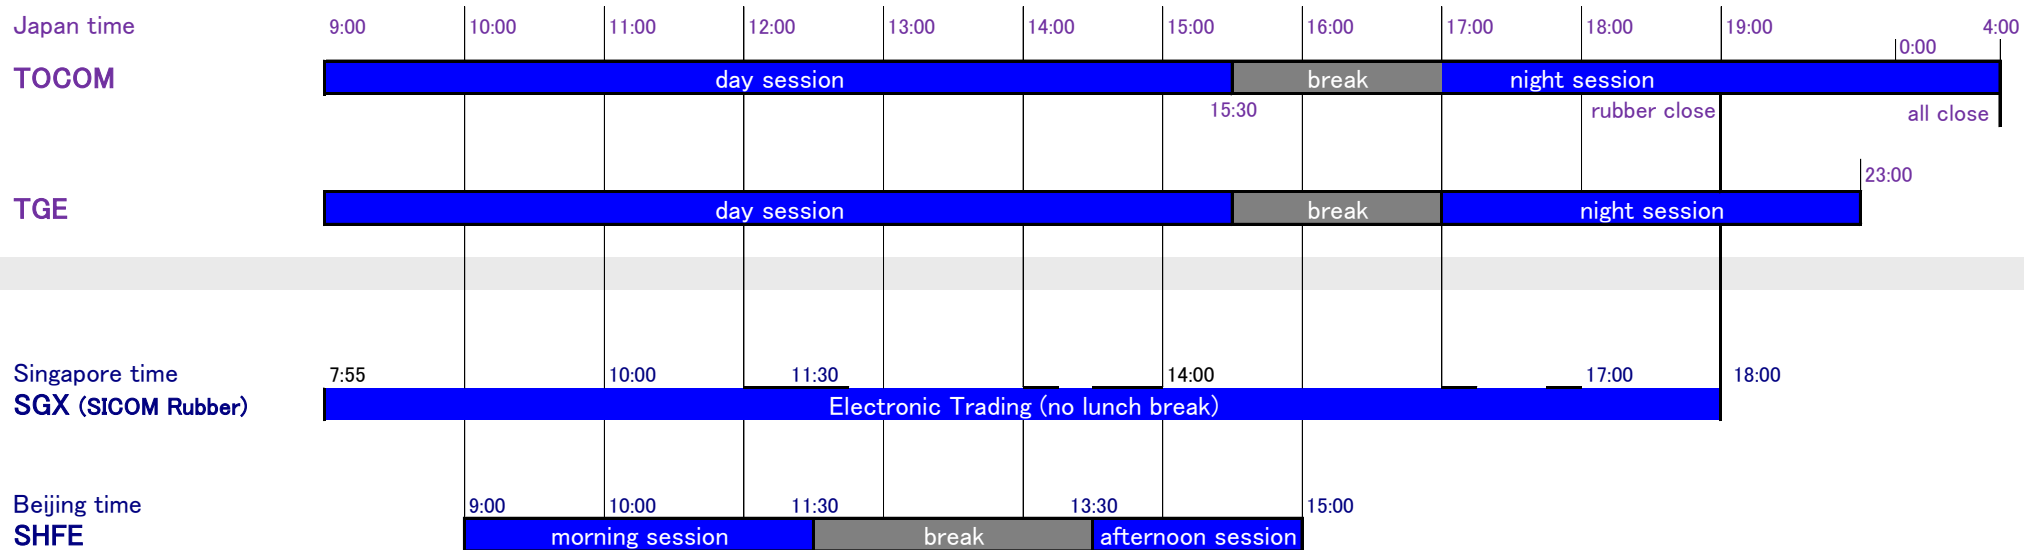 Japan time 9:00 10:00 11:00 12:00 13:00 14:00 15:00 16:00 17:00 18:00 19:00 4:00
0:00
TOCOM day session break night session
15:30 rubber close all close
23:00
TGE day session break night session
Singapore time 7:55 10:00 11:30 14:00 17:00 18:00
SGX (SICOM Rubber) Electronic Trading (no lunch break)
Beijing time 9:00 10:00 11:30 13:30 15:00
SHFE morning session break afternoon session